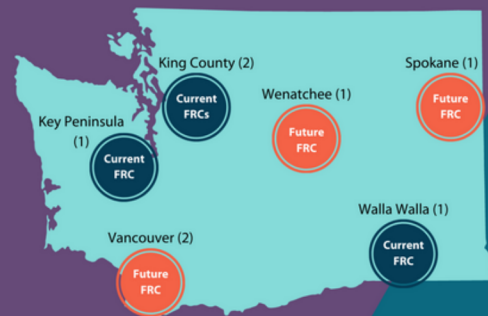 King County (2)
Current
FRCs
Spokane (1)
Future
FRC
Wenatchee (1)
Future
FRC
Key Peninsula
(1)
Current
FRC
Walla Walla (1)
Current
FRC
Vancouver (2)
Future
FRC